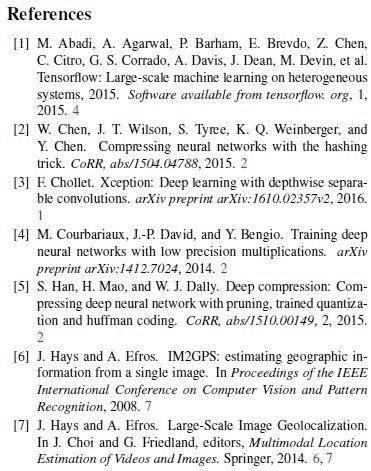 References
[1] M. Abadi, A. Agarwal, P. Barham, E. Brevdo, Z. Chen,
C. Citro, G. S. Corrado, A. Davis, J. Dean, M. Devin, et al.
Tensorflow: Large-scale machine learning on heterogeneous
systems, 2015. Software available from tensorflow. org, 1,
2015. 4
[2] W. Chen, J. T. Wilson, S. Tyree, K. Q. Weinberger, and
Y. Chen. Compressing neural networks with the hashing
trick. CoRR, abs/1504.04788, 2015. 2
[3] F. Chollet. Xception: Deep learning with depthwise separa-
ble convolutions. arXiv preprint arXiv:1610.02357v2, 2016.
1
[4] M. Courbariaux, J.-P. David, and Y. Bengio. Training deep
neural networks with low precision multiplications. arXiv
preprint arXiv:1412.7024, 2014. 2
[5] S. Han, H. Mao, and W. J. Dally. Deep compression: Com-
pressing deep neural network with pruning, trained quantiza-
tion and huffman coding. CoRR, abs/1510.00149, 2, 2015.
2
[6] J. Hays and A. Efros. IM2GPS: estimating geographic in-
formation from a single image. In Proceedings of the IEEE
International Conference on Computer Vision and Pattern
Recognition, 2008. 7
[7] J. Hays and A. Efros. Large-Scale Image Geolocalization.
In J. Choi and G. Friedland, editors, Multimodal Location
Estimation of Videos and Images. Springer, 2014. 6, 7